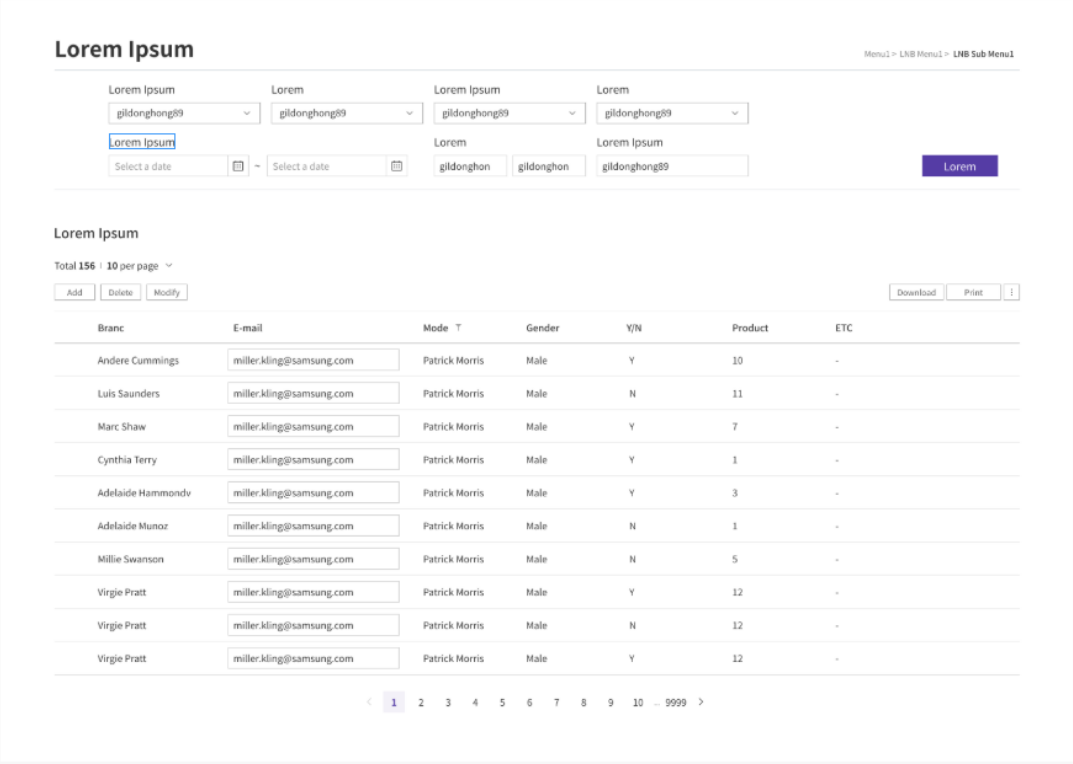 Lorem Ipsum
Menu1 > LNB Menu1 > LNB Sub Menu1
Lorem Ipsum Lorem Lorem Ipsum Lorem
gildonghong89 gildonghong89 gildonghong89 gildonghong89
Lorem Ipsum Lorem Lorem Ipsum
Select a date ~ Select a date gildonghon gildonghon gildonghong89 Lorem
Lorem Ipsum
Total 156 | 10 per page
Add Delete Modify Download Print
Branc E-mail Mode Gender Y/N Product ETC
Andere Cummings miller.kling@samsung.com Patrick Morris Male Y 10 -
Luis Saunders miller.kling@samsung.com Patrick Morris Male N 11 -
Marc Shaw miller.kling@samsung.com Patrick Morris Male Y 7 -
Cynthia Terry miller.kling@samsung.com Patrick Morris Male Y 1 -
Adelaide Hammondv miller.kling@samsung.com Patrick Morris Male Y 3 -
Adelaide Munoz miller.kling@samsung.com Patrick Morris Male N 1 -
Millie Swanson miller.kling@samsung.com Patrick Morris Male N 5 -
Virgie Pratt miller.kling@samsung.com Patrick Morris Male Y 12 -
Virgie Pratt miller.kling@samsung.com Patrick Morris Male N 12 -
Virgie Pratt miller.kling@samsung.com Patrick Morris Male Y 12 -
< 1 2 3 4 5 6 7 8 9 10 ... 9999 >